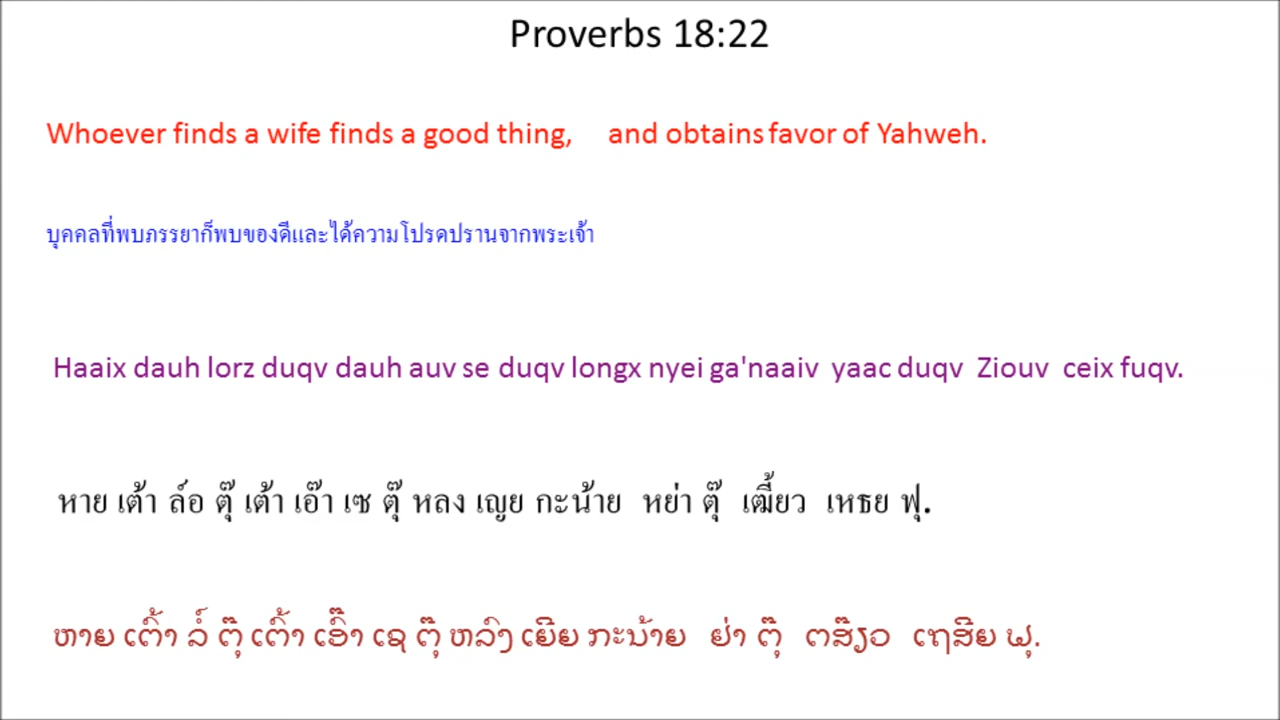 Proverbs 18:22
Whoever finds a wife finds a good thing, and obtains favor of Yahweh.
บุคคลที่พบภรรยาก็พบของดีและได้ความโปรดปรานจากพระเจ้า
Haaix dauh lorz duqv dauh auv se duqv longx nyei ga'naaiv yaac duqv Ziouv ceix fuqv.
หาย เต้า ล์อ ตุ๊ เต้า เอ๊า เซ ตุ๊ หลง เญย กะน้าย หย่า ตุ๊ เฒี้ยว เหธย ฟุ.
ຫາຍ ເຕົ້າ ລໍ໌ ຕຸ໊ ເຕົ້າ ເອົ໊າ ເຊ ຕຸ໊ ຫລົງ ເຍີຍ ກະນ້າຍ ຢ່າ ຕຸ໊ ຕສ໊ຽວ ເຖສີຍ ຟຸ.